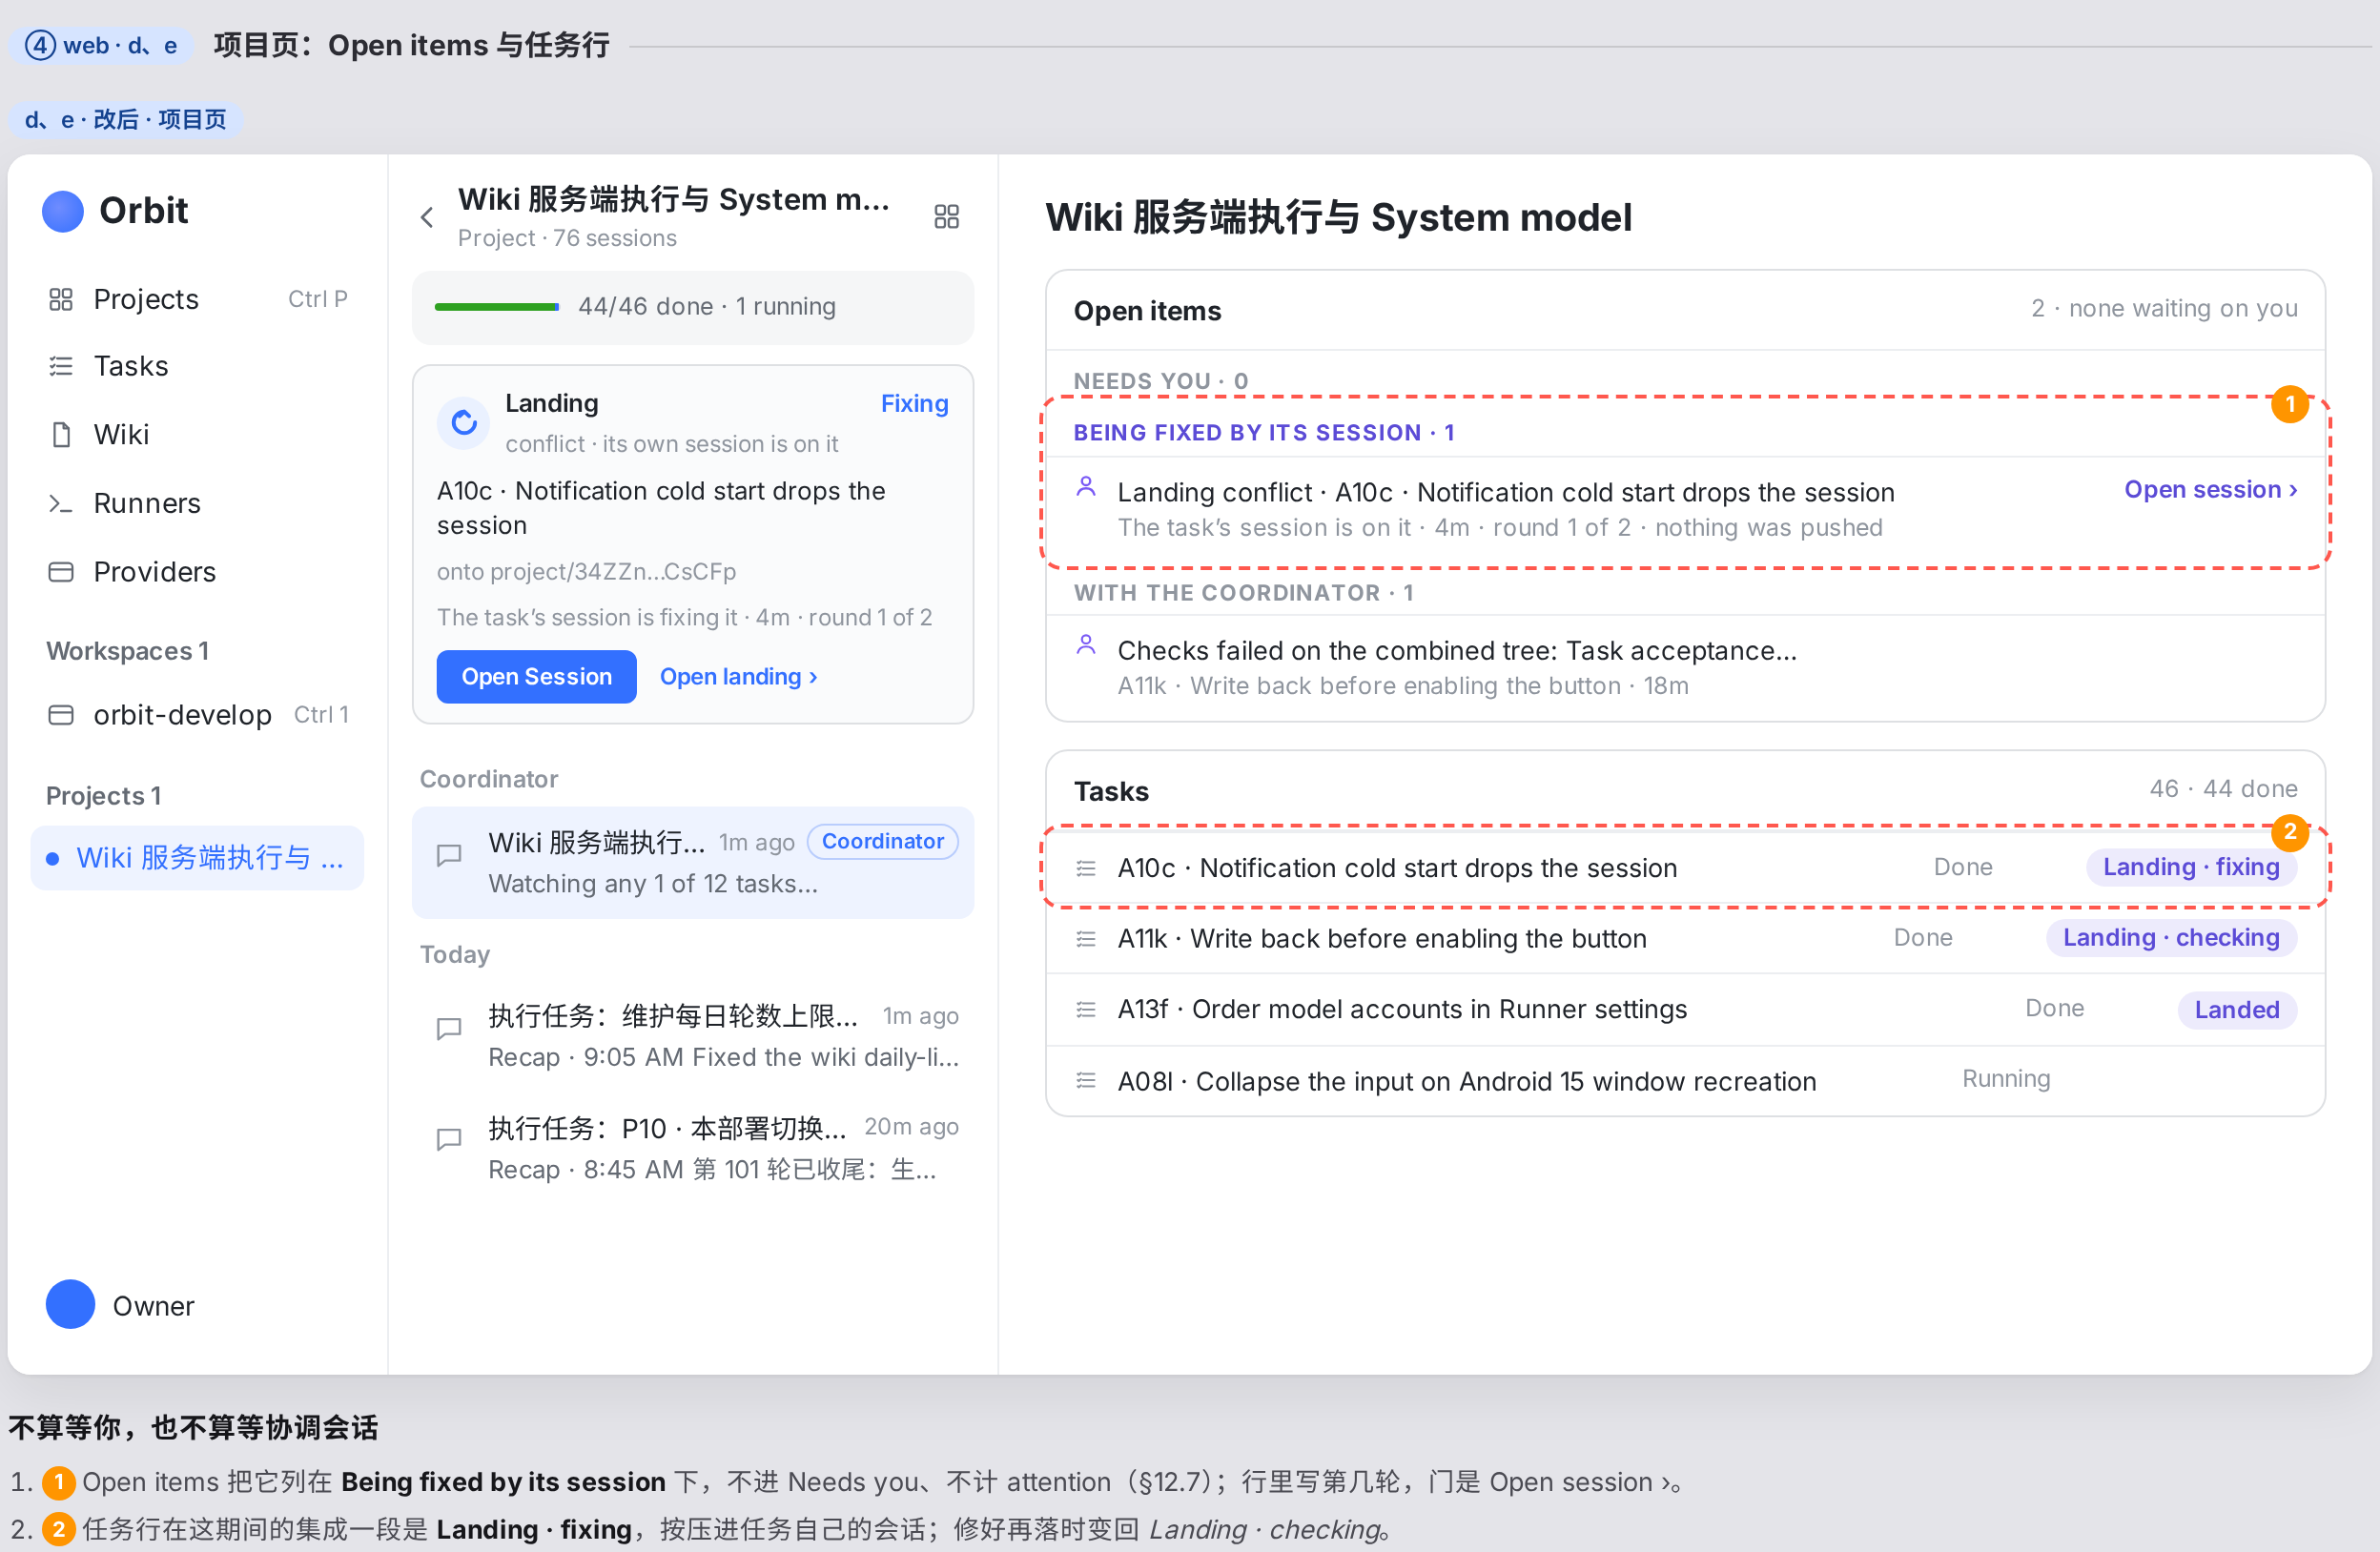 ④ web · d、e 项目页：Open items 与任务行
d、e · 改后 · 项目页
Orbit
Projects Ctrl P
Tasks
Wiki
Runners
Providers
Workspaces 1
orbit-develop Ctrl 1
Projects 1
Wiki 服务端执行与 ...
Owner
Wiki 服务端执行与 System m...
Project · 76 sessions
44/46 done · 1 running
Landing Fixing
conflict · its own session is on it
A10c · Notification cold start drops the
session
onto project/34ZZn...CsCFp
The task’s session is fixing it · 4m · round 1 of 2
Open Session Open landing ›
Coordinator
Wiki 服务端执行... 1m ago Coordinator
Watching any 1 of 12 tasks...
Today
执行任务：维护每日轮数上限... 1m ago
Recap · 9:05 AM Fixed the wiki daily-li...
执行任务：P10 · 本部署切换... 20m ago
Recap · 8:45 AM 第 101 轮已收尾：生...
Wiki 服务端执行与 System model
Open items 2 · none waiting on you
NEEDS YOU · 0
1
BEING FIXED BY ITS SESSION · 1
Landing conflict · A10c · Notification cold start drops the session Open session ›
The task’s session is on it · 4m · round 1 of 2 · nothing was pushed
WITH THE COORDINATOR · 1
Checks failed on the combined tree: Task acceptance...
A11k · Write back before enabling the button · 18m
Tasks 46 · 44 done
2
A10c · Notification cold start drops the session Done Landing · fixing
A11k · Write back before enabling the button Done Landing · checking
A13f · Order model accounts in Runner settings Done Landed
A08l · Collapse the input on Android 15 window recreation Running
不算等你，也不算等协调会话
1. 1 Open items 把它列在 Being fixed by its session 下，不进 Needs you、不计 attention（§12.7）；行里写第几轮，门是 Open session ›。
2. 2 任务行在这期间的集成一段是 Landing · fixing，按压进任务自己的会话；修好再落时变回 Landing · checking。